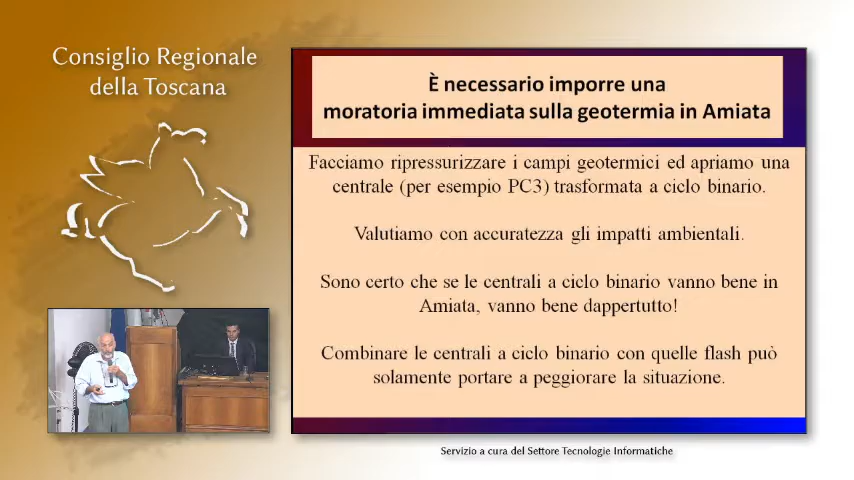 Consiglio Regionale
della Toscana
È necessario imporre una
moratoria immediata sulla geotermia in Amiata
Facciamo ripressurizzare i campi geotermici ed apriamo una
centrale (per esempio PC3) trasformata a ciclo binario.
Valutiamo con accuratezza gli impatti ambientali.
Sono certo che se le centrali a ciclo binario vanno bene in
Amiata, vanno bene dappertutto!
Combinare le centrali a ciclo binario con quelle flash può
solamente portare a peggiorare la situazione.
Servizio a cura del Settore Tecnologie Informatiche